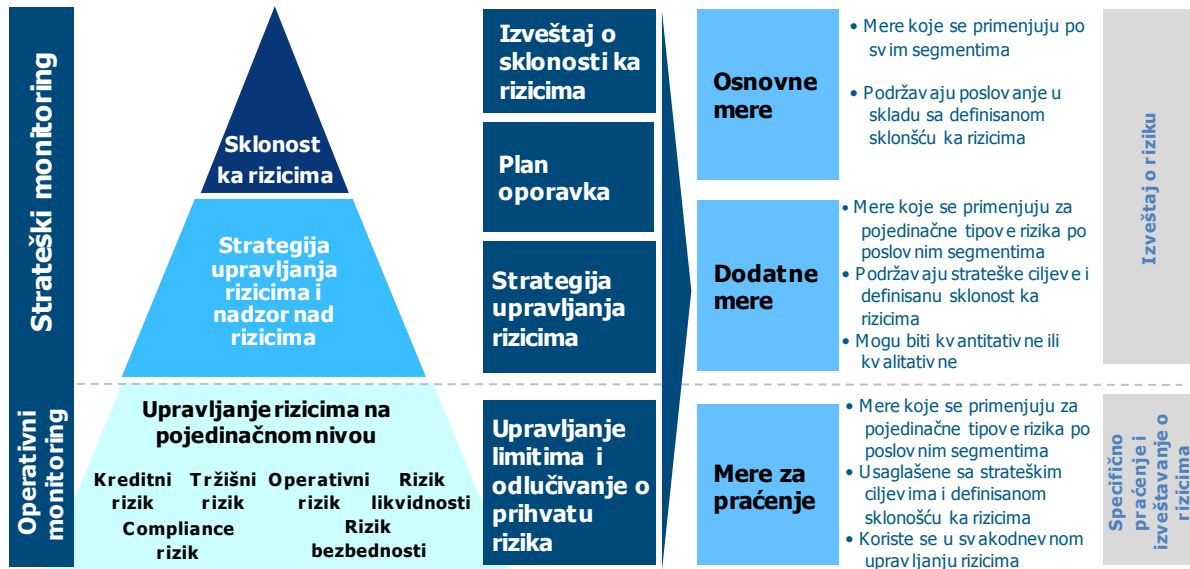 Strateški monitoring
Operativni
monitoring
Sklonost
ka rizicima
Strategija
upravljanja
rizicima i
nadzor nad
rizicima
Upravljanje rizicima na
pojedinačnom nivou
Kreditni
rizik
Tržišni
rizik
Operativni
rizik
Rizik
likvidnosti
Compliance
rizik
Rizik
bezbednosti
Izveštaj o
sklonosti ka
rizicima
Plan
oporavka
Strategija
upravljanja
rizicima
Upravljanje
limitima i
odlučivanje o
prihvatu
rizika
Osnovne
mere
• Mere koje se primenjuju po
svim segmentima
• Podržavaju poslovanje u
skladu sa definisanom
sklonšću ka rizicima
Dodatne
mere
• Mere koje se primenjuju za
pojedinačne tipove rizika po
poslovnim segmentima
• Podržavaju strateške ciljeve i
definisanu sklonost ka
rizicima
• Mogu biti kvantitativne ili
kvalitativne
Mere za
praćenje
• Mere koje se primenjuju za
pojedinačne tipove rizika po
poslovnim segmentima
• Usaglašene sa strateškim
ciljevima i definisanom
sklonošću ka rizicima
• Koriste se u svakodnevnom
upravljanju rizicima
Izveštaj o riziku
Specifično
praćenje i
izveštavanje o
rizicima